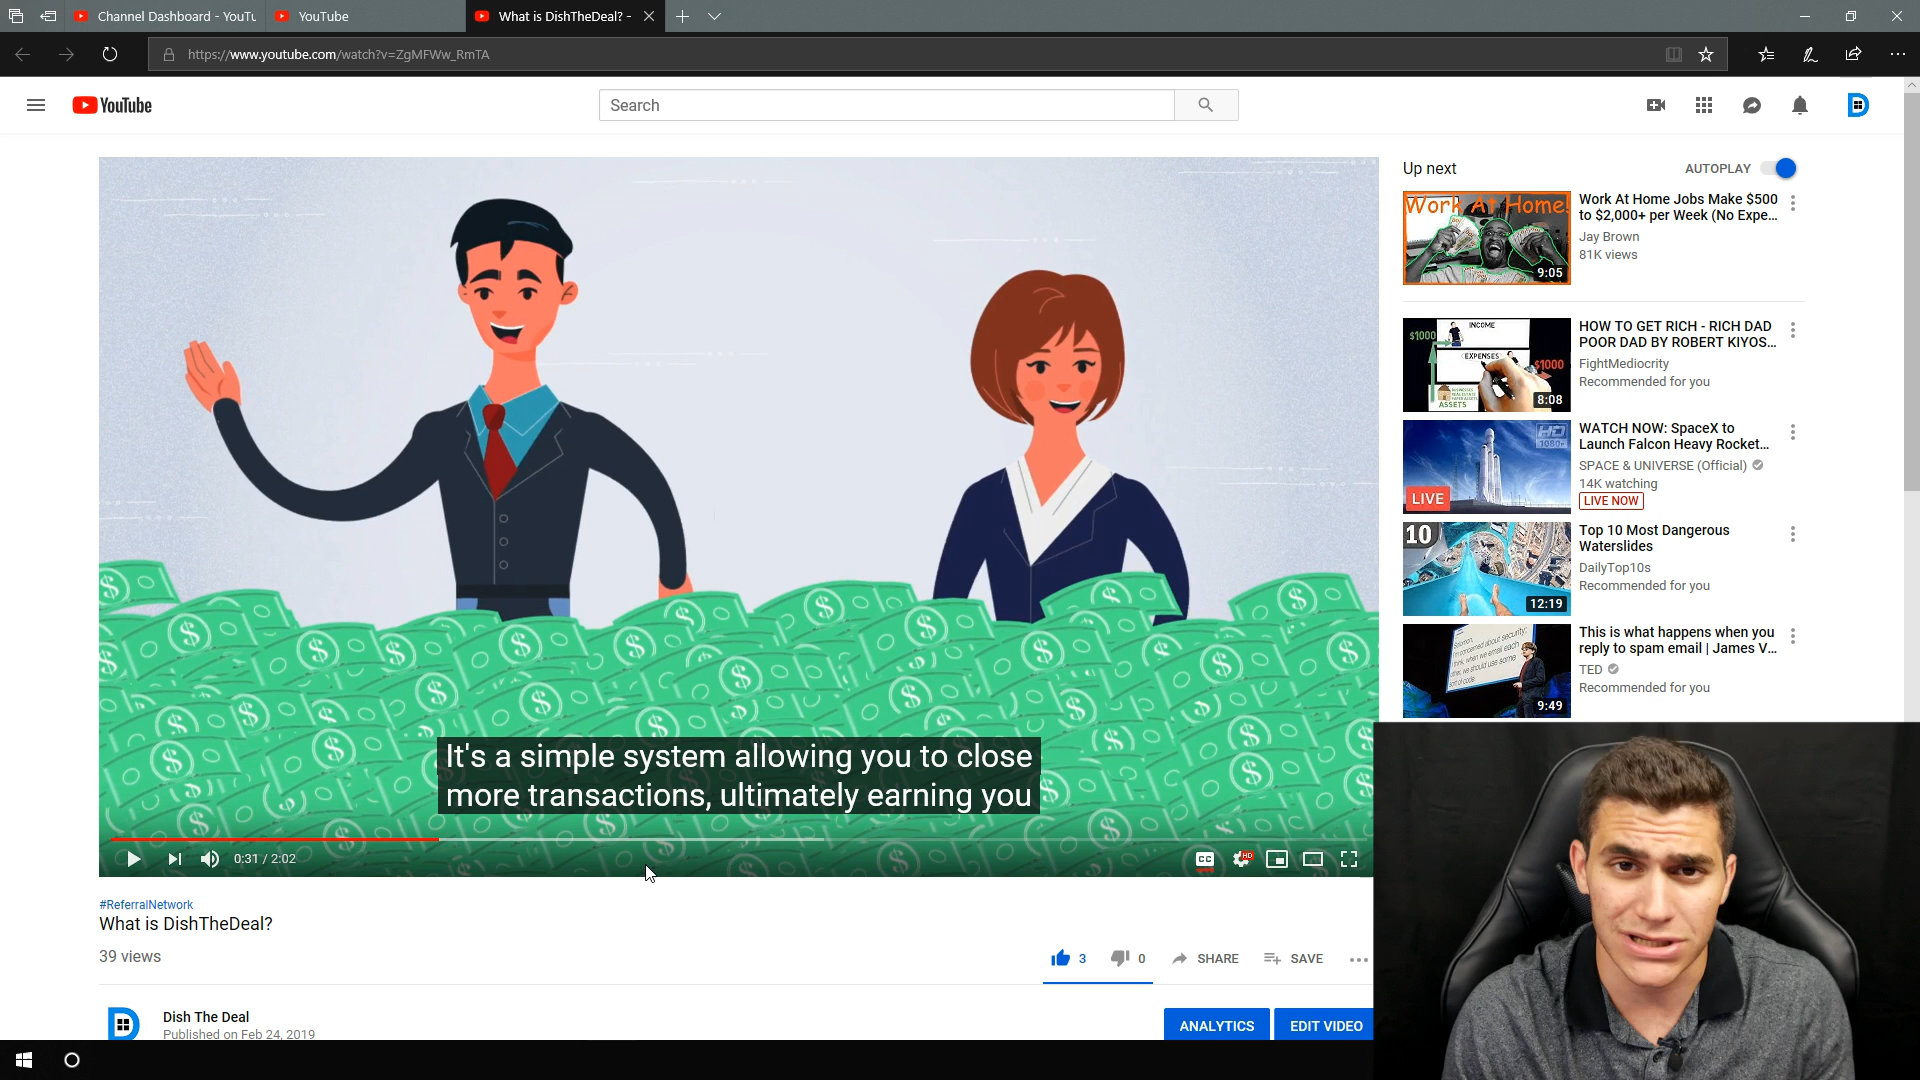 Channel Dashboard - YouTu
YouTube
What is DishTheDeal? -
https://www.youtube.com/watch?v=ZgMFWw_RmTA
YouTube
Search
Up next
AUTOPLAY
Work At Home!
9:05
Work At Home Jobs Make $500
to $2,000+ per Week (No Expe...
Jay Brown
81K views
$1000
INCOME
EXPENSES
$1000
ASSETS
8:08
HOW TO GET RICH - RICH DAD
POOR DAD BY ROBERT KIYOS...
FightMediocrity
Recommended for you
HD
1080p
LIVE
WATCH NOW: SpaceX to
Launch Falcon Heavy Rocket...
SPACE & UNIVERSE (Official)
14K watching
LIVE NOW
10
12:19
Top 10 Most Dangerous
Waterslides
DailyTop10s
Recommended for you
9:49
This is what happens when you
reply to spam email | James V...
TED
Recommended for you
It's a simple system allowing you to close
more transactions, ultimately earning you
0:31 / 2:02
CC
HD
#ReferralNetwork
What is DishTheDeal?
39 views
3
0
SHARE
SAVE
Dish The Deal
Published on Feb 24, 2019
ANALYTICS
EDIT VIDEO